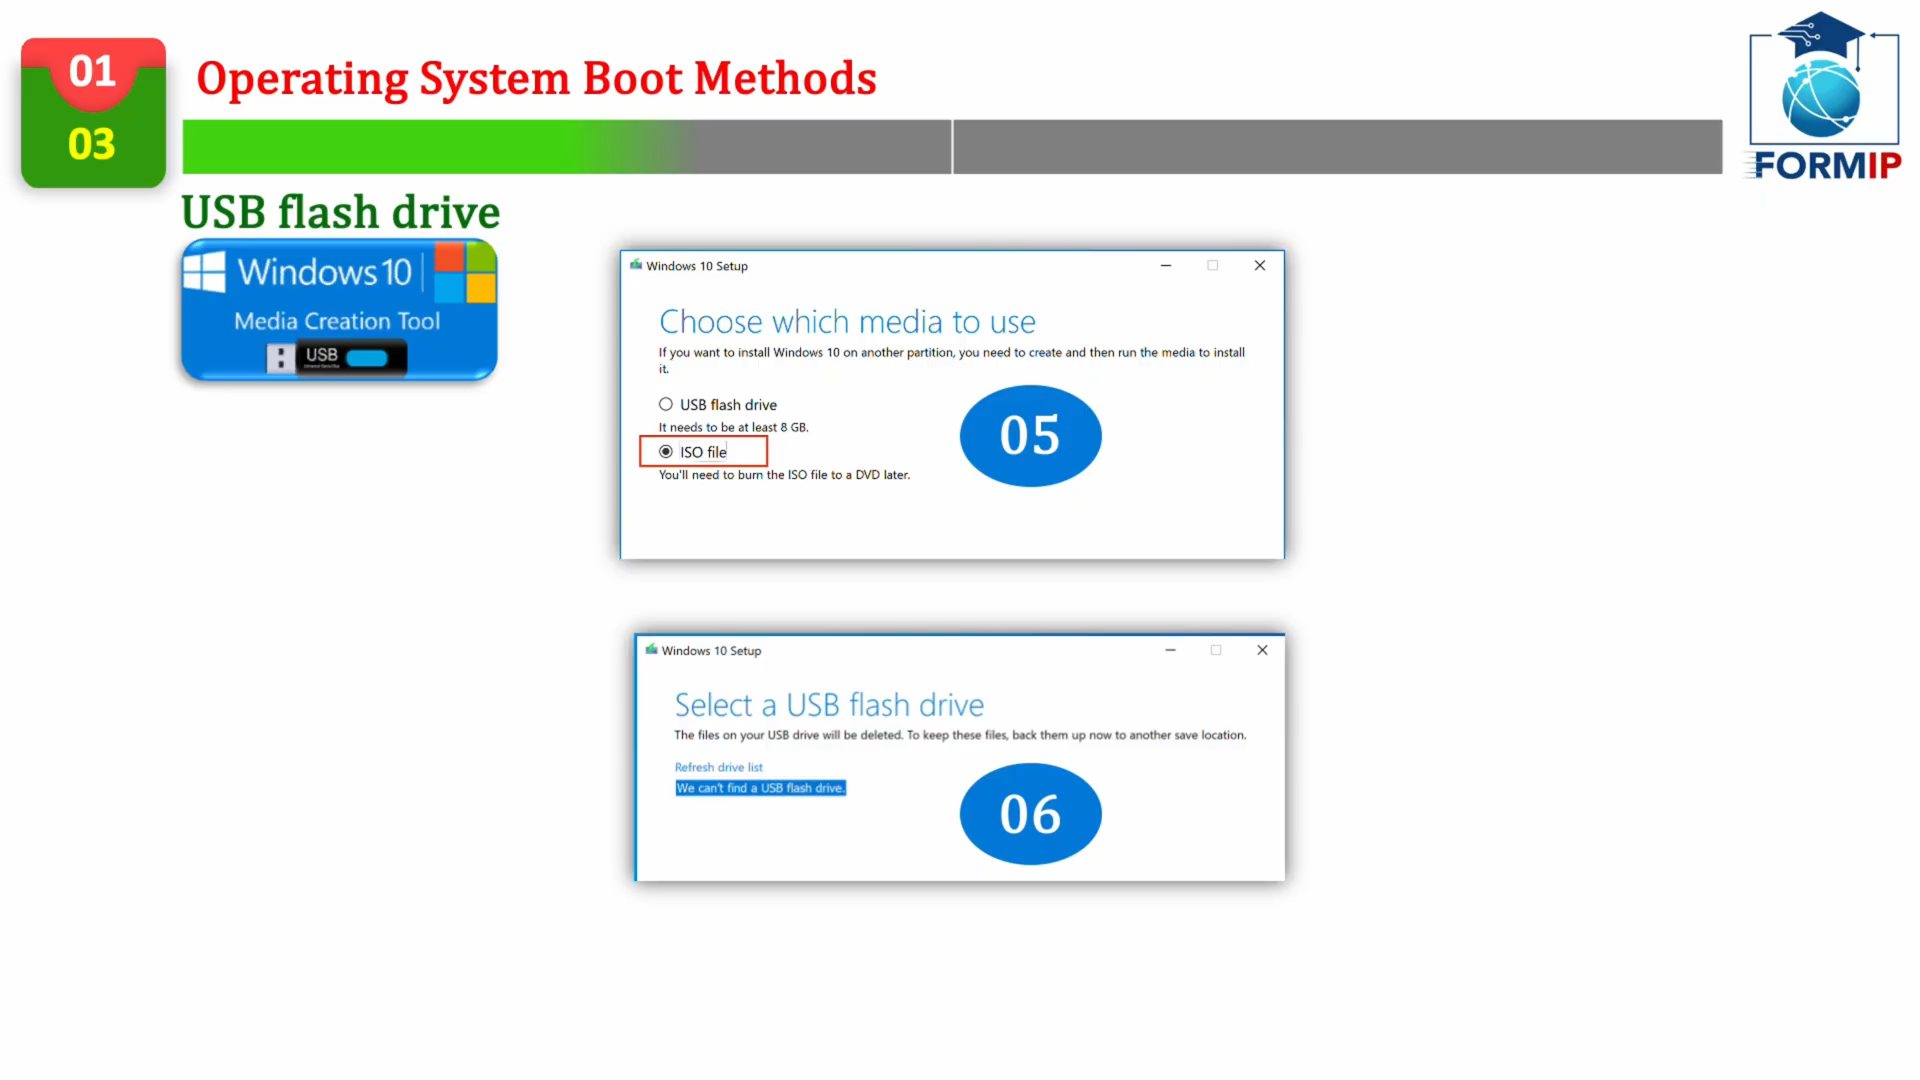 01
03
Operating System Boot Methods
FORMIP
USB flash drive
Windows 10
Media Creation Tool
USB
Windows 10 Setup
Choose which media to use
If you want to install Windows 10 on another partition, you need to create and then run the media to install
it.
USB flash drive
It needs to be at least 8 GB.
ISO file
You'll need to burn the ISO file to a DVD later.
05
Windows 10 Setup
Select a USB flash drive
The files on your USB drive will be deleted. To keep these files, back them up now to another save location.
Refresh drive list
We can't find a USB flash drive.
06